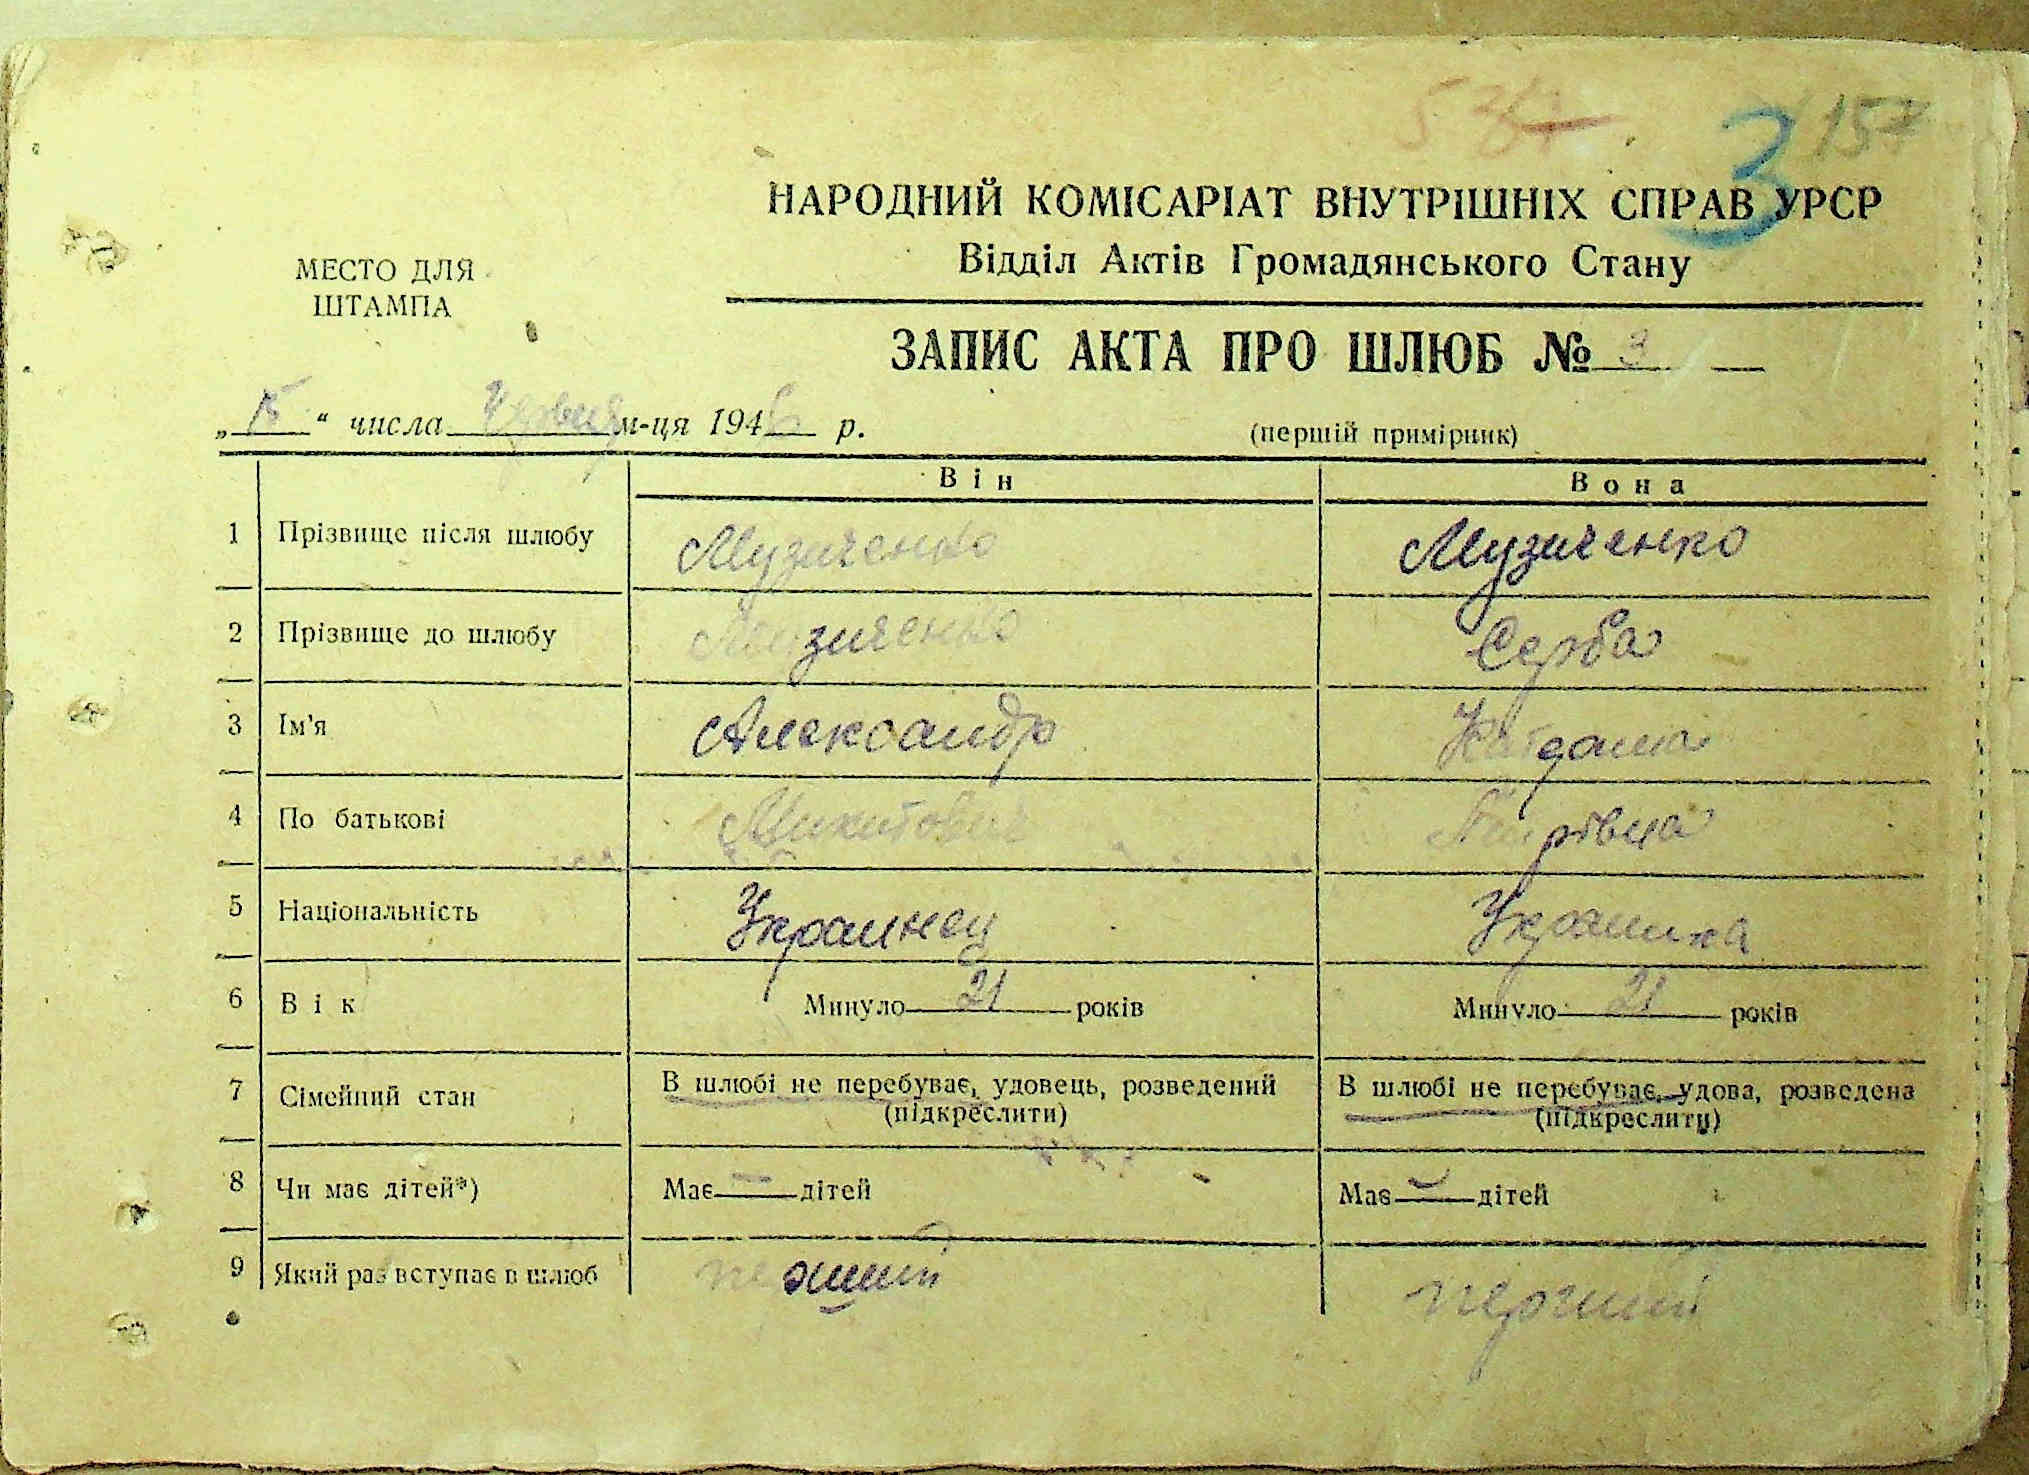 157
3
НАРОДНИЙ КОМІСАРІАТ ВНУТРІШНІХ СПРАВ УРСР
Відділ Актів Громадянського Стану
МЕСТО ДЛЯ
ШТАМПА
ЗАПИС АКТА ПРО ШЛЮБ № 3
„15“ числа Червня м-ця 1946 р.
(першій примірник)
Він Вона
1 Прізвище після шлюбу Музиченко Музиченко
2 Прізвище до шлюбу Музиченко Серба
3 Ім'я Александр
4 По батькові Микитович
5 Національність Украинец Украинка
6 Вік Минуло 21 років Минуло 21 років
7 Сімейний стан В шлюбі не перебуває, удовець, розведений В шлюбі не перебуває, удова, розведена
(підкреслити) (підкреслити)
8 Чи має дітей*) Має — дітей Має — дітей
9 Який раз вступає в шлюб перший перший